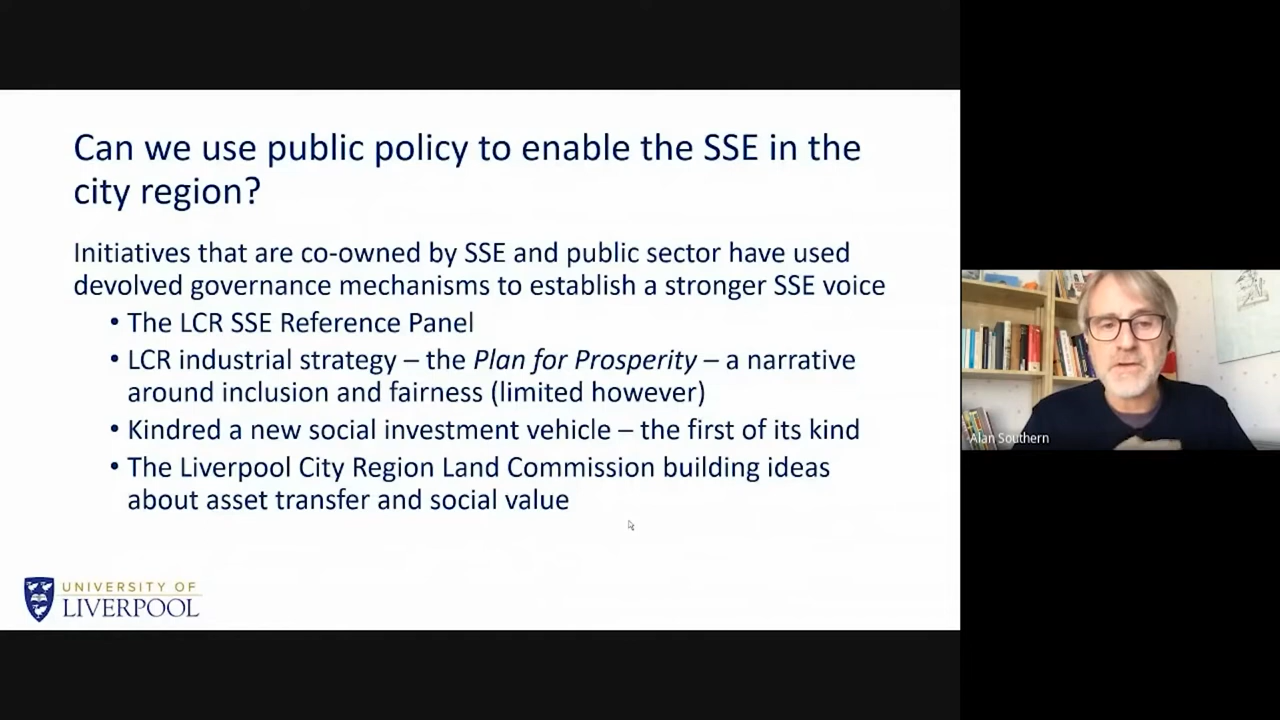 Can we use public policy to enable the SSE in the
city region?
Initiatives that are co-owned by SSE and public sector have used
devolved governance mechanisms to establish a stronger SSE voice
• The LCR SSE Reference Panel
• LCR industrial strategy – the Plan for Prosperity – a narrative
around inclusion and fairness (limited however)
• Kindred a new social investment vehicle – the first of its kind
• The Liverpool City Region Land Commission building ideas
about asset transfer and social value
UNIVERSITY OF
LIVERPOOL
Alan Southern